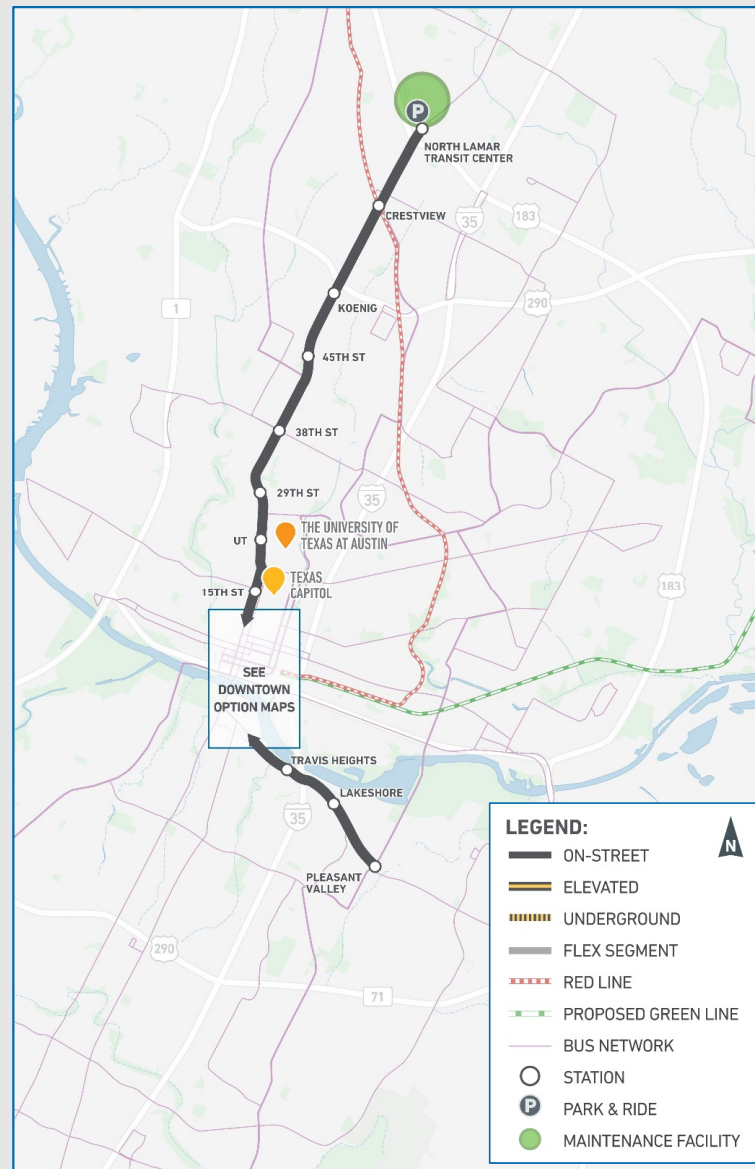 P
NORTH LAMAR
TRANSIT CENTER
CRESTVIEW
35
183
290
KOENIG
1
45TH ST
38TH ST
29TH ST
35
UT
THE UNIVERSITY OF
TEXAS AT AUSTIN
15TH ST
TEXAS
CAPITOL
183
SEE
DOWNTOWN
OPTION MAPS
TRAVIS HEIGHTS
LAKESHORE
35
PLEASANT
VALLEY
290
71
LEGEND:
N
ON-STREET
ELEVATED
UNDERGROUND
FLEX SEGMENT
RED LINE
PROPOSED GREEN LINE
BUS NETWORK
STATION
P
PARK & RIDE
MAINTENANCE FACILITY